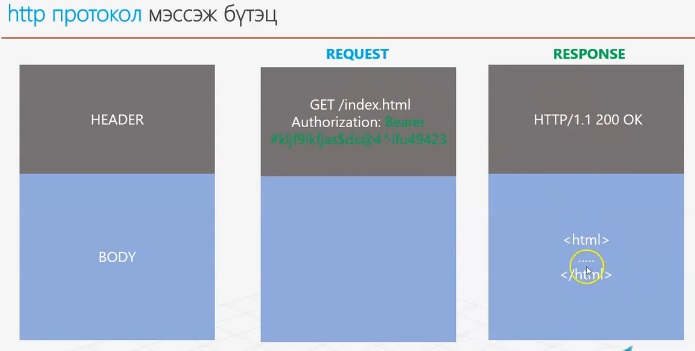 http протокол мэссэж бүтэц
REQUEST
RESPONSE
HEADER
GET /index.html
Authorization: Bearer
#kljf9lkfjas$ds@4^ifu49423
HTTP/1.1 200 OK
BODY
<html>
.....
</html>